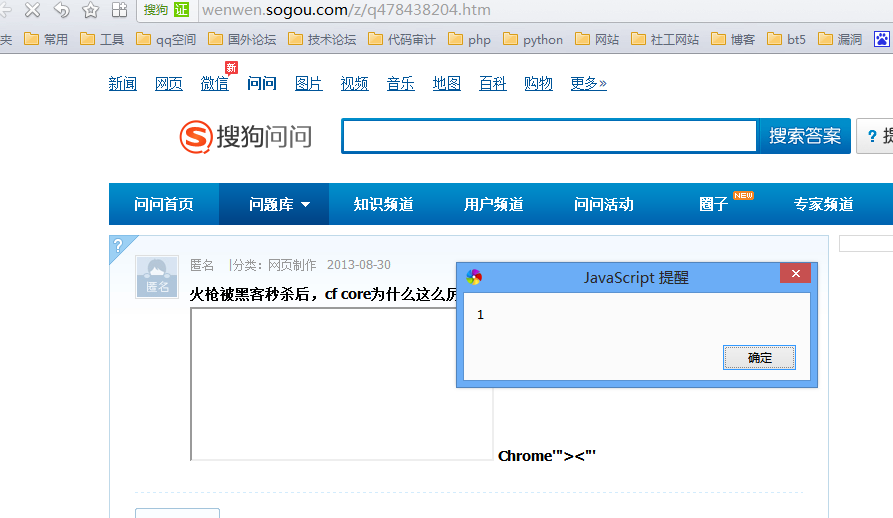 搜狗 证 wenwen.sogou.com/z/q478438204.htm
夹 常用 工具 qq空间 国外论坛 技术论坛 代码审计 php python 网站 社工网站 博客 bt5 漏洞
新
新闻 网页 微信 问问 图片 视频 音乐 地图 百科 购物 更多»
S 搜狗问问 搜索答案 ? 提
问问首页 问题库 知识频道 用户频道 问问活动 圈子 NEW 专家频道
?
匿名 |分类：网页制作 2013-08-30
匿名
火枪被黑客秒杀后，cf core为什么这么厉
JavaScript 提醒
1
确定
Chrome'"><"'